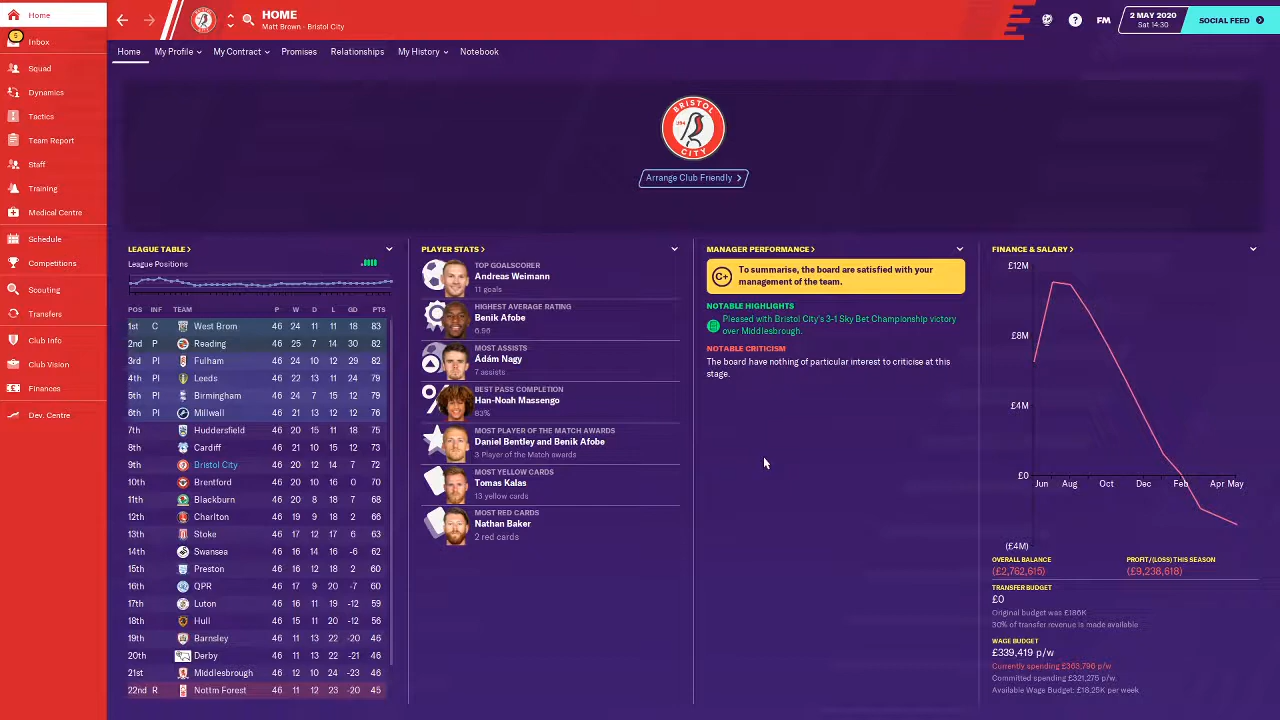 Home
HOME
Matt Brown - Bristol City
FM
2 MAY 2020
Sat 14:30
SOCIAL FEED
5
Inbox
Squad
Dynamics
Tactics
Team Report
Staff
Training
Medical Centre
Schedule
Competitions
Scouting
Transfers
Club Info
Club Vision
Finances
Dev. Centre
Home My Profile My Contract Promises Relationships My History Notebook
BRISTOL
CITY
Arrange Club Friendly
LEAGUE TABLE
League Positions
POS INF TEAM P W D L GD PTS
1st C West Brom 46 24 11 11 18 83
2nd P Reading 46 25 7 14 30 82
3rd Pl Fulham 46 24 10 12 29 82
4th Pl Leeds 46 22 13 11 24 79
5th Pl Birmingham 46 24 7 15 12 79
6th Pl Millwall 46 21 13 12 12 76
7th Huddersfield 46 20 15 11 18 75
8th Cardiff 46 21 10 15 12 73
9th Bristol City 46 20 12 14 7 72
10th Brentford 46 20 10 16 0 70
11th Blackburn 46 20 8 18 7 68
12th Charlton 46 19 9 18 2 66
13th Stoke 46 17 12 17 6 63
14th Swansea 46 16 14 16 -6 62
15th Preston 46 16 12 18 2 60
16th QPR 46 17 9 20 -7 60
17th Luton 46 16 11 19 -12 59
18th Hull 46 15 11 20 -12 56
19th Barnsley 46 11 13 22 -20 46
20th Derby 46 11 13 22 -21 46
21st Middlesbrough 46 12 10 24 -23 46
22nd R Nottm Forest 46 11 12 23 -20 45
PLAYER STATS
TOP GOALSCORER
Andreas Weimann
11 goals
HIGHEST AVERAGE RATING
Benik Afobe
6.96
MOST ASSISTS
Ádám Nagy
7 assists
BEST PASS COMPLETION
Han-Noah Massengo
83%
MOST PLAYER OF THE MATCH AWARDS
Daniel Bentley and Benik Afobe
3 Player of the Match awards
MOST YELLOW CARDS
Tomas Kalas
13 yellow cards
MOST RED CARDS
Nathan Baker
2 red cards
MANAGER PERFORMANCE
C+
To summarise, the board are satisfied with your
management of the team.
NOTABLE HIGHLIGHTS
Pleased with Bristol City's 3-1 Sky Bet Championship victory
over Middlesbrough.
NOTABLE CRITICISM
The board have nothing of particular interest to criticise at this
stage.
FINANCE & SALARY
£12M
£8M
£4M
£0
(£4M)
Jun Aug Oct Dec Feb Apr May
OVERALL BALANCE
(£2,762,615)
PROFIT/(LOSS) THIS SEASON
(£9,238,618)
TRANSFER BUDGET
£0
Original budget was £186K
30% of transfer revenue is made available
WAGE BUDGET
£339,419 p/w
Currently spending £363,796 p/w
Committed spending £321,275 p/w
Available Wage Budget: £18.25K per week